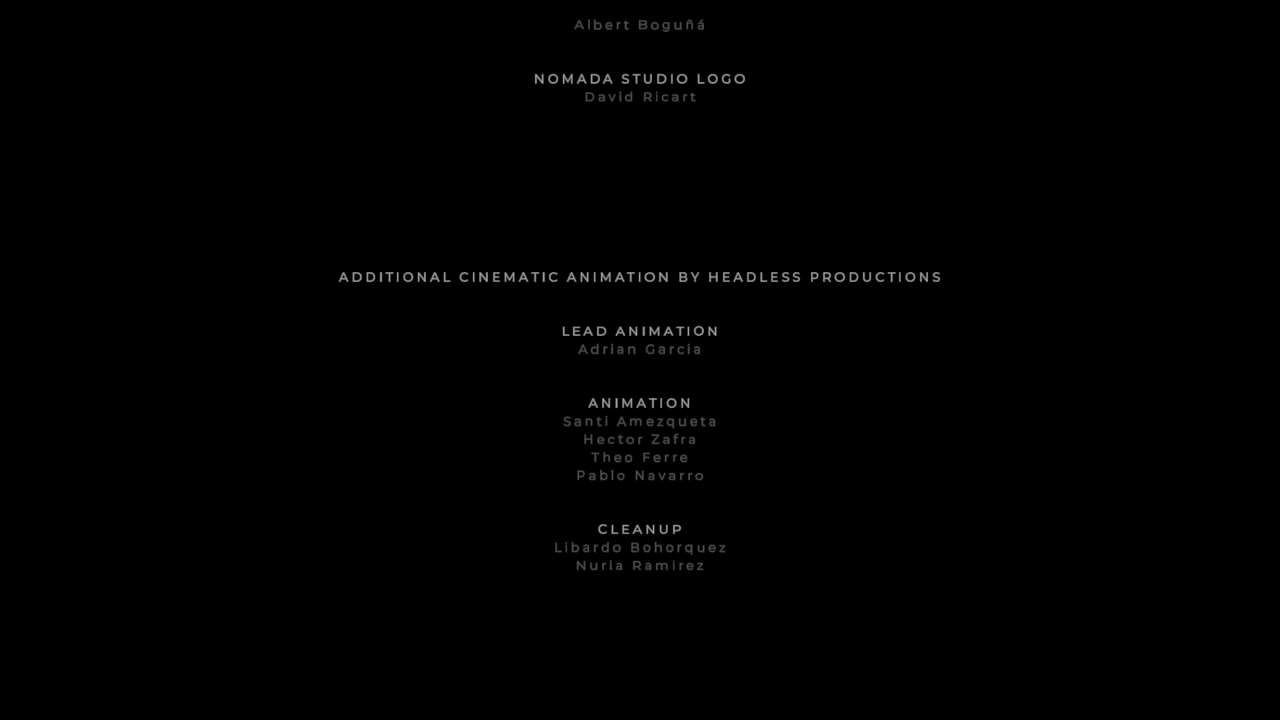 Albert Boguñá
NOMADA STUDIO LOGO
David Ricart
ADDITIONAL CINEMATIC ANIMATION BY HEADLESS PRODUCTIONS
LEAD ANIMATION
Adrian Garcia
ANIMATION
Santi Amezqueta
Hector Zafra
Theo Ferre
Pablo Navarro
CLEANUP
Libardo Bohorquez
Nuria Ramirez